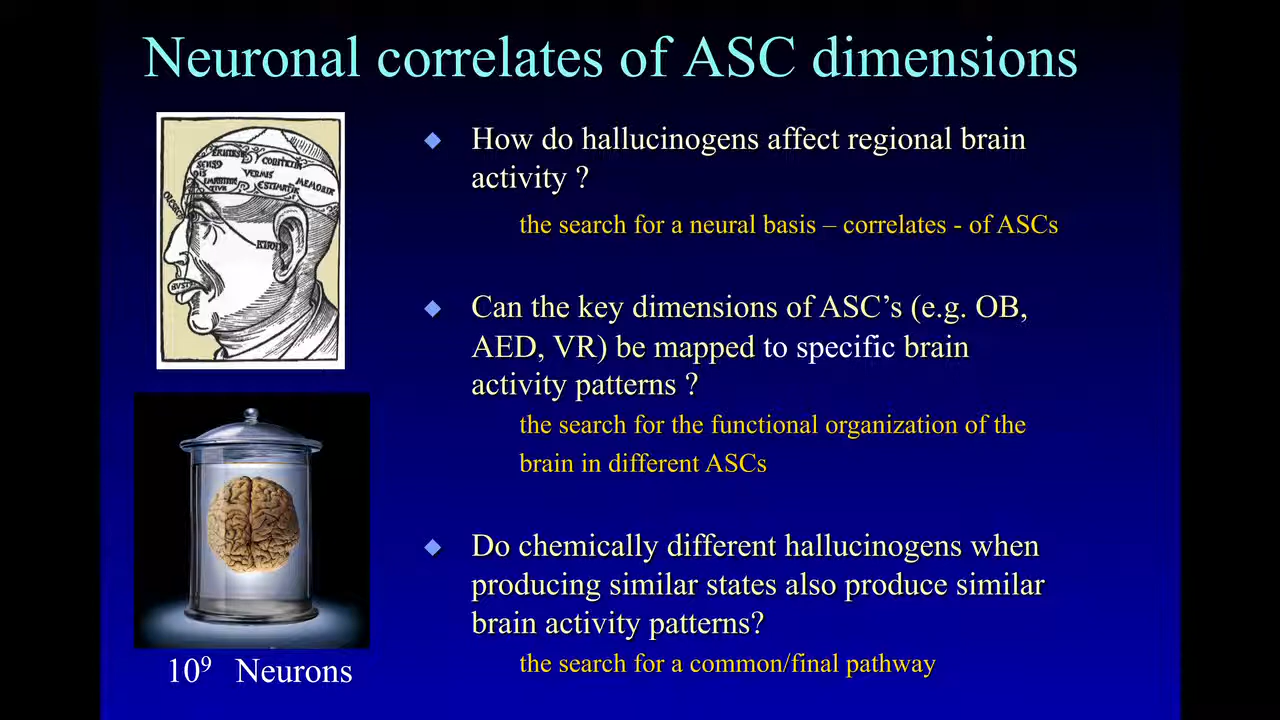 Neuronal correlates of ASC dimensions
How do hallucinogens affect regional brain
activity ?
the search for a neural basis – correlates - of ASCs
Can the key dimensions of ASC’s (e.g. OB,
AED, VR) be mapped to specific brain
activity patterns ?
the search for the functional organization of the
brain in different ASCs
Do chemically different hallucinogens when
producing similar states also produce similar
brain activity patterns?
the search for a common/final pathway
VERMIS
10⁹ Neurons